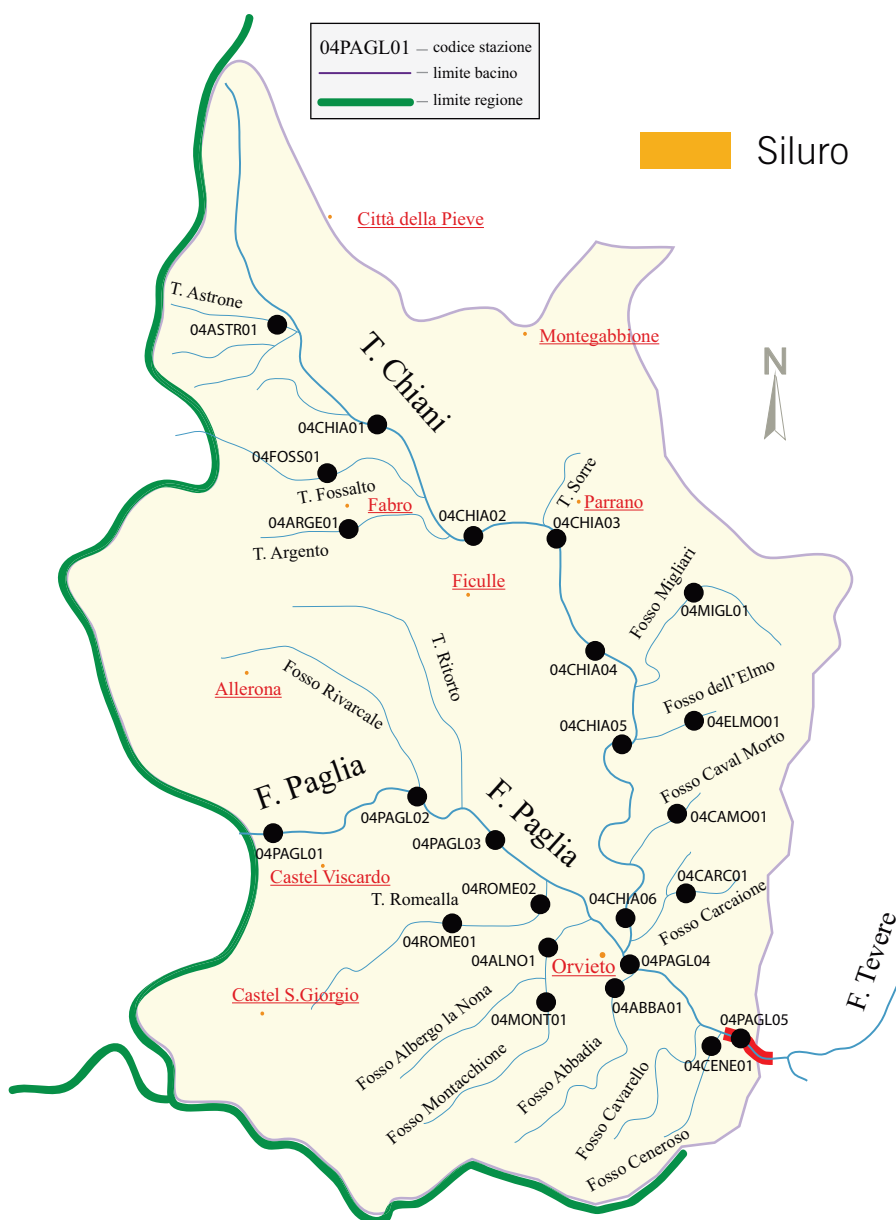 04PAGL01 – codice stazione
– limite bacino
– limite regione
Siluro
Città della Pieve
T. Astrone
04ASTR01
Montegabbione
N
T. Chiani
04CHIA01
04FOSS01
T. Fossalto
Fabro
04ARGE01
T. Argento
04CHIA02
T. Sorre
Parrano
04CHIA03
Ficulle
Fosso Migliari
04MIGL01
T. Ritorto
04CHIA04
Allerona
Fosso Rivarcale
Fosso dell'Elmo
04CHIA05
04ELMO01
Fosso Caval Morto
F. Paglia
04PAGL02
F. Paglia
04CAMO01
04PAGL01
04PAGL03
Castel Viscardo
04CARC01
T. Romealla
04ROME02
04CHIA06
Fosso Carcaione
04ROME01
04ALNO1
Orvieto
04PAGL04
F. Tevere
Castel S.Giorgio
04MONT01
04ABBA01
04PAGL05
Fosso Albergo la Nona
04CENE01
Fosso Montacchione
Fosso Abbadia
Fosso Cavarello
Fosso Ceneroso